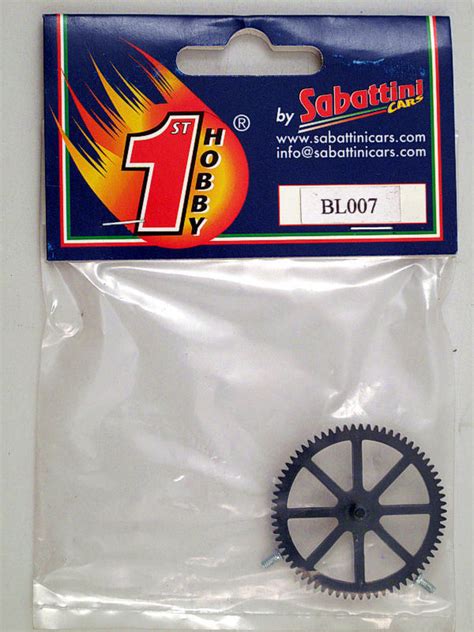 1ST
HOBBY
®
by Sabattini
CARS
www.sabattinicars.com
info@sabattinicars.com
BL007